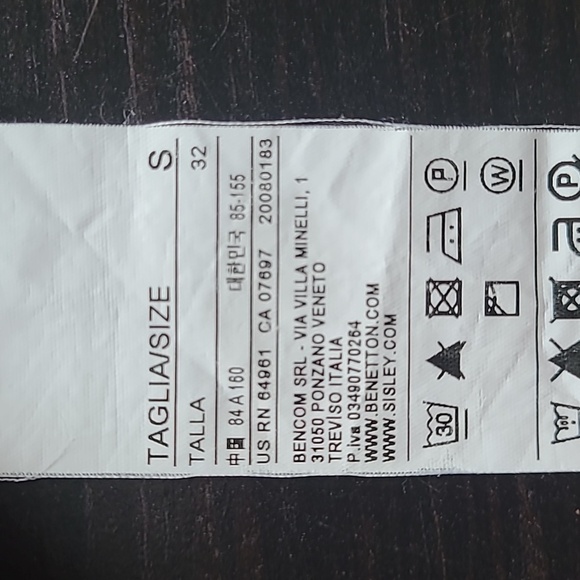 TAGLIA/SIZE S
TALLA 32
中国 84 A 160 대한민국 85-155
US RN 64961 CA 07697 20080183
BENCOM SRL - VIA VILLA MINELLI, 1
31050 PONZANO VENETO
TREVISO ITALIA
P.iva 03490770264
WWW.BENETTON.COM
WWW.SISLEY.COM
30 P
W
P